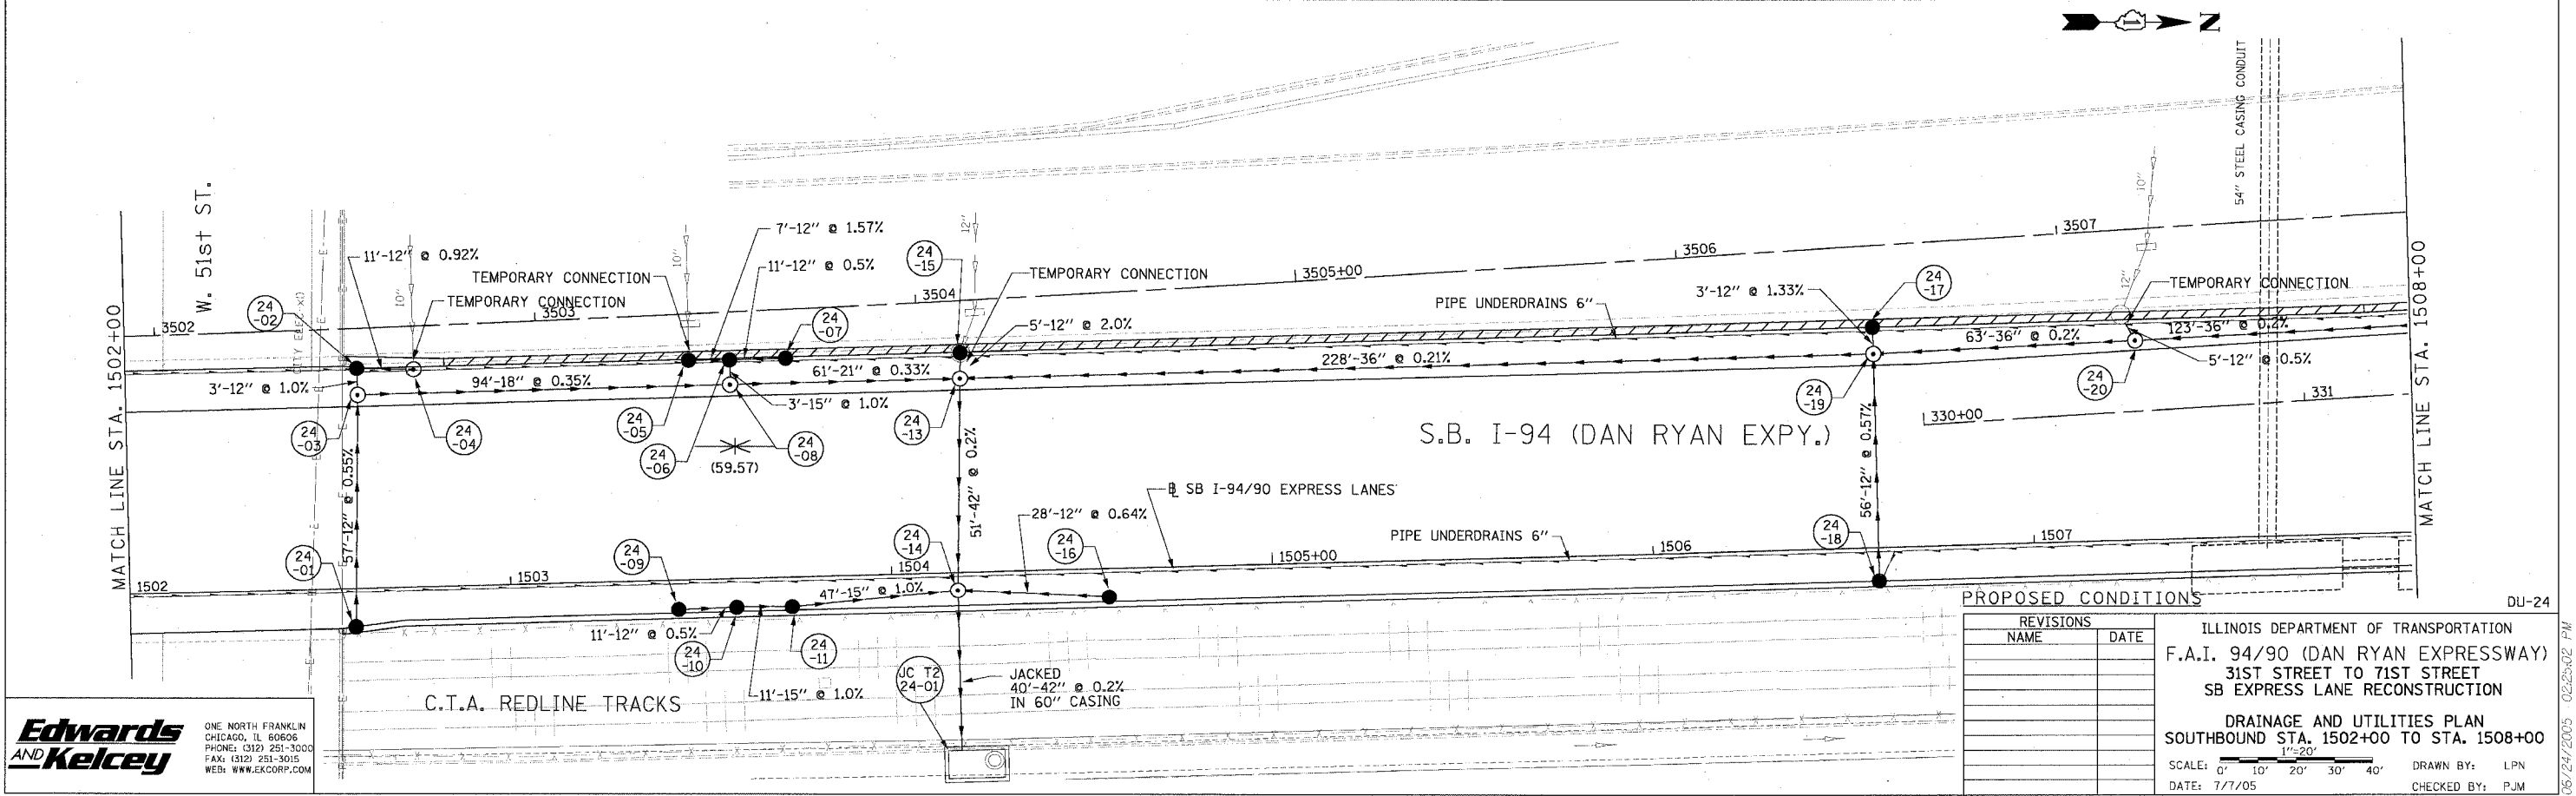 N
1
54" STEEL CASING CONDUIT
W. 51st ST.
MATCH LINE STA. 1502+00
MATCH LINE STA. 1508+00
11'-12" @ 0.92%
TEMPORARY CONNECTION
TEMPORARY CONNECTION
7'-12" @ 1.57%
11'-12" @ 0.5%
24
-15
12"
10"
10"
TEMPORARY CONNECTION
5'-12" @ 2.0%
PIPE UNDERDRAINS 6"
3'-12" @ 1.33%
24
-17
TEMPORARY CONNECTION
10"
12"
3502
3503
3504
3505+00
3506
3507
24
-02
24
-07
3'-12" @ 1.0%
94'-18" @ 0.35%
61'-21" @ 0.33%
228'-36" @ 0.21%
63'-36" @ 0.2%
123'-36" @ 0.2%
5'-12" @ 0.5%
3'-15" @ 1.0%
24
-03
24
-04
24
-05
24
-06
(59.57)
24
-08
24
-13
24
-19
24
-20
330+00
331
S.B. I-94 (DAN RYAN EXPY.)
57'-12" @ 0.55%
51'-42" @ 0.2%
56'-12" @ 0.57%
SB I-94/90 EXPRESS LANES
28'-12" @ 0.64%
PIPE UNDERDRAINS 6"
24
-01
24
-09
24
-14
24
-16
24
-18
1502
1503
1504
1505+00
1506
1507
47'-15" @ 1.0%
11'-12" @ 0.5%
24
-10
24
-11
11'-15" @ 1.0%
JC T2
24-01
JACKED
40'-42" @ 0.2%
IN 60" CASING
C.T.A. REDLINE TRACKS
PROPOSED CONDITIONS
DU-24
REVISIONS
NAME DATE
ILLINOIS DEPARTMENT OF TRANSPORTATION
F.A.I. 94/90 (DAN RYAN EXPRESSWAY)
31ST STREET TO 71ST STREET
SB EXPRESS LANE RECONSTRUCTION
DRAINAGE AND UTILITIES PLAN
SOUTHBOUND STA. 1502+00 TO STA. 1508+00
1"=20'
SCALE: 0' 10' 20' 30' 40'
DRAWN BY: LPN
DATE: 7/7/05
CHECKED BY: PJM
Edwards
AND Kelcey
ONE NORTH FRANKLIN
CHICAGO, IL 60606
PHONE: (312) 251-3000
FAX: (312) 251-3015
WEB: WWW.EKCORP.COM